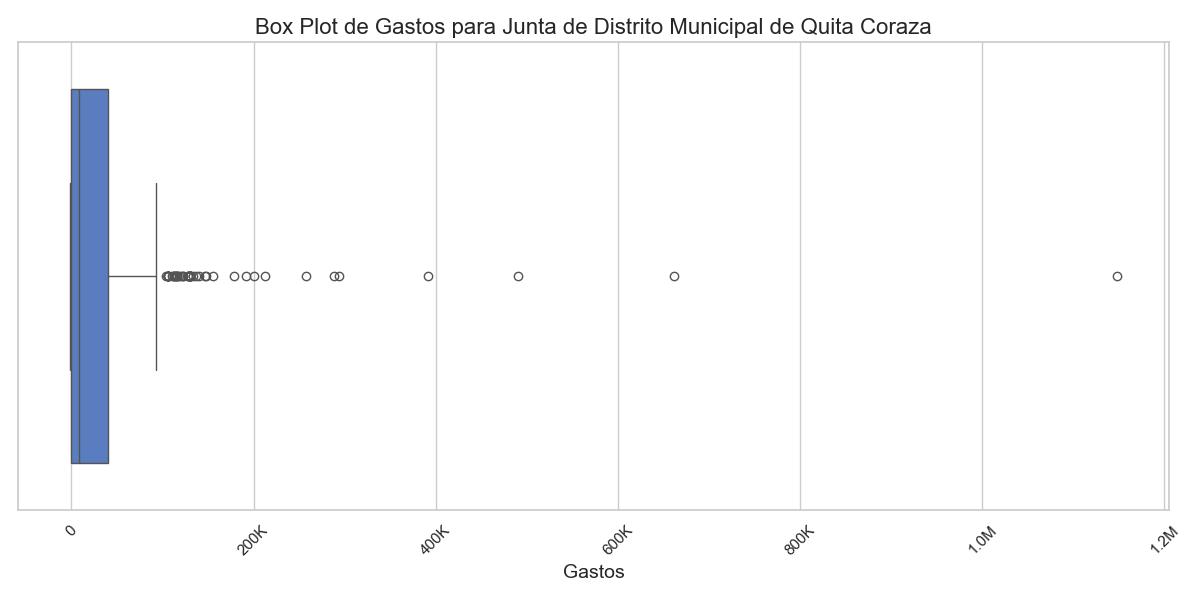 Box Plot de Gastos para Junta de Distrito Municipal de Quita Coraza
0
200K
400K
600K
800K
1.0M
1.2M
Gastos